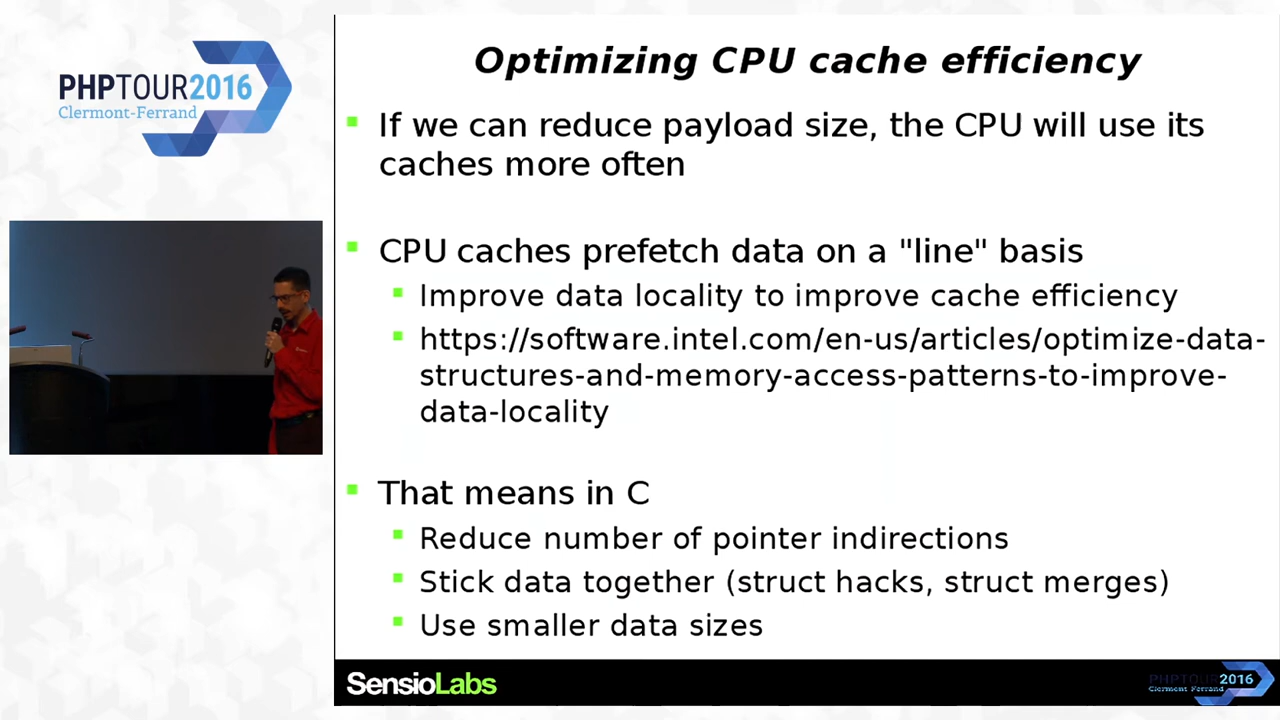 PHPTOUR2016
Clermont-Ferrand
Optimizing CPU cache efficiency
If we can reduce payload size, the CPU will use its
caches more often
CPU caches prefetch data on a "line" basis
Improve data locality to improve cache efficiency
https://software.intel.com/en-us/articles/optimize-data-
structures-and-memory-access-patterns-to-improve-
data-locality
That means in C
Reduce number of pointer indirections
Stick data together (struct hacks, struct merges)
Use smaller data sizes
SensioLabs
PHPTOUR2016
Clermont-Ferrand